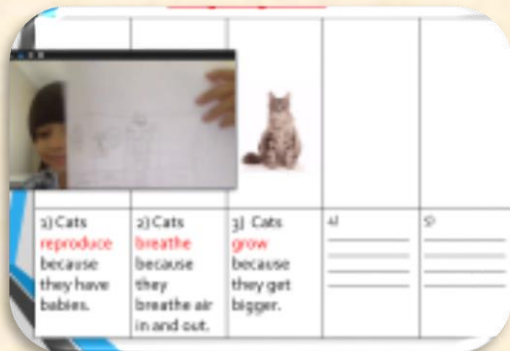 1) Cats
reproduce
because
they have
babies.
2) Cats
breathe
because
they
breathe air
in and out.
3) Cats
grow
because
they get
bigger.
4)
5)